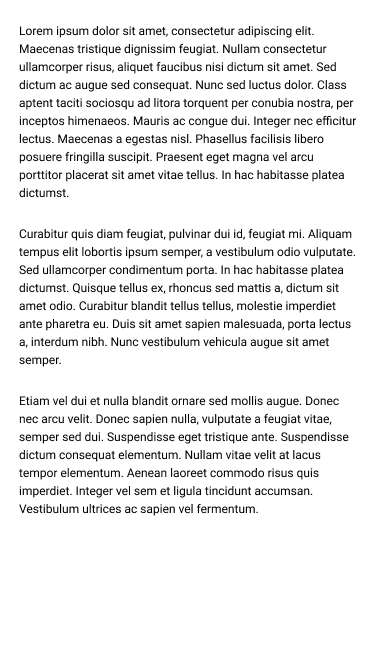 Lorem ipsum dolor sit amet, consectetur adipiscing elit.
Maecenas tristique dignissim feugiat. Nullam consectetur
ullamcorper risus, aliquet faucibus nisi dictum sit amet. Sed
dictum ac augue sed consequat. Nunc sed luctus dolor. Class
aptent taciti sociosqu ad litora torquent per conubia nostra, per
inceptos himenaeos. Mauris ac congue dui. Integer nec efficitur
lectus. Maecenas a egestas nisl. Phasellus facilisis libero
posuere fringilla suscipit. Praesent eget magna vel arcu
porttitor placerat sit amet vitae tellus. In hac habitasse platea
dictumst.
Curabitur quis diam feugiat, pulvinar dui id, feugiat mi. Aliquam
tempus elit lobortis ipsum semper, a vestibulum odio vulputate.
Sed ullamcorper condimentum porta. In hac habitasse platea
dictumst. Quisque tellus ex, rhoncus sed mattis a, dictum sit
amet odio. Curabitur blandit tellus tellus, molestie imperdiet
ante pharetra eu. Duis sit amet sapien malesuada, porta lectus
a, interdum nibh. Nunc vestibulum vehicula augue sit amet
semper.
Etiam vel dui et nulla blandit ornare sed mollis augue. Donec
nec arcu velit. Donec sapien nulla, vulputate a feugiat vitae,
semper sed dui. Suspendisse eget tristique ante. Suspendisse
dictum consequat elementum. Nullam vitae velit at lacus
tempor elementum. Aenean laoreet commodo risus quis
imperdiet. Integer vel sem et ligula tincidunt accumsan.
Vestibulum ultrices ac sapien vel fermentum.